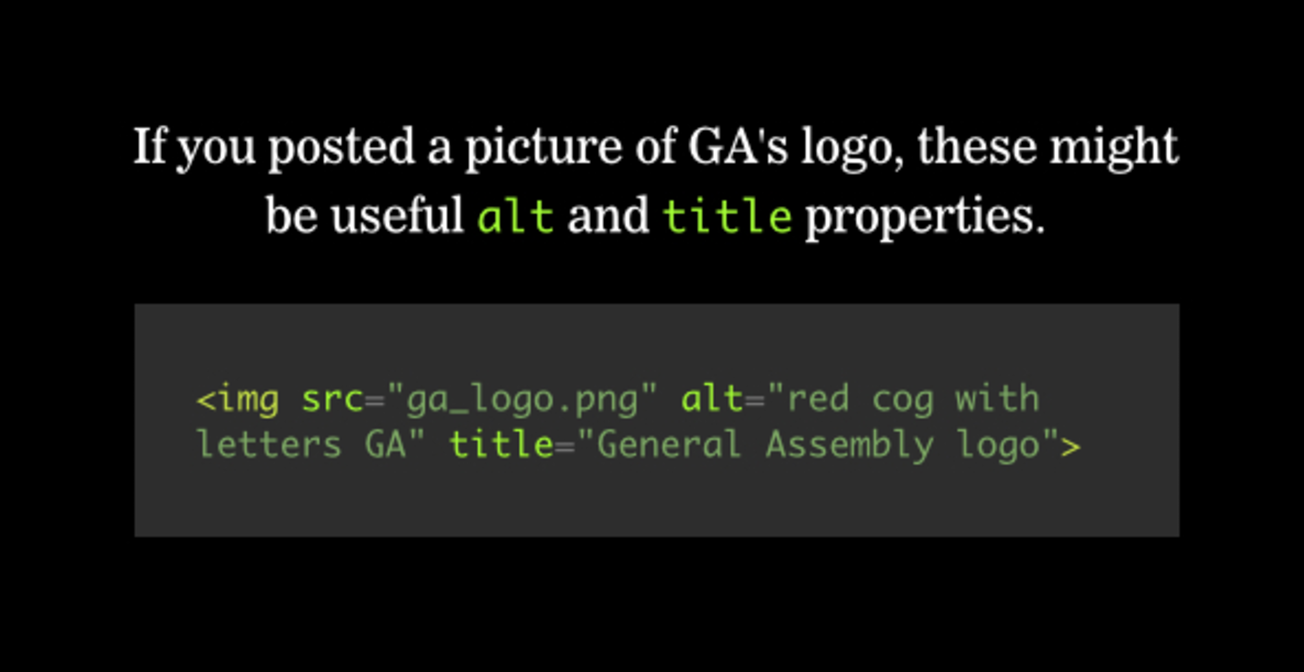 If you posted a picture of GA's logo, these might
be useful alt and title properties.
<img src="ga_logo.png" alt="red cog with
letters GA" title="General Assembly logo">